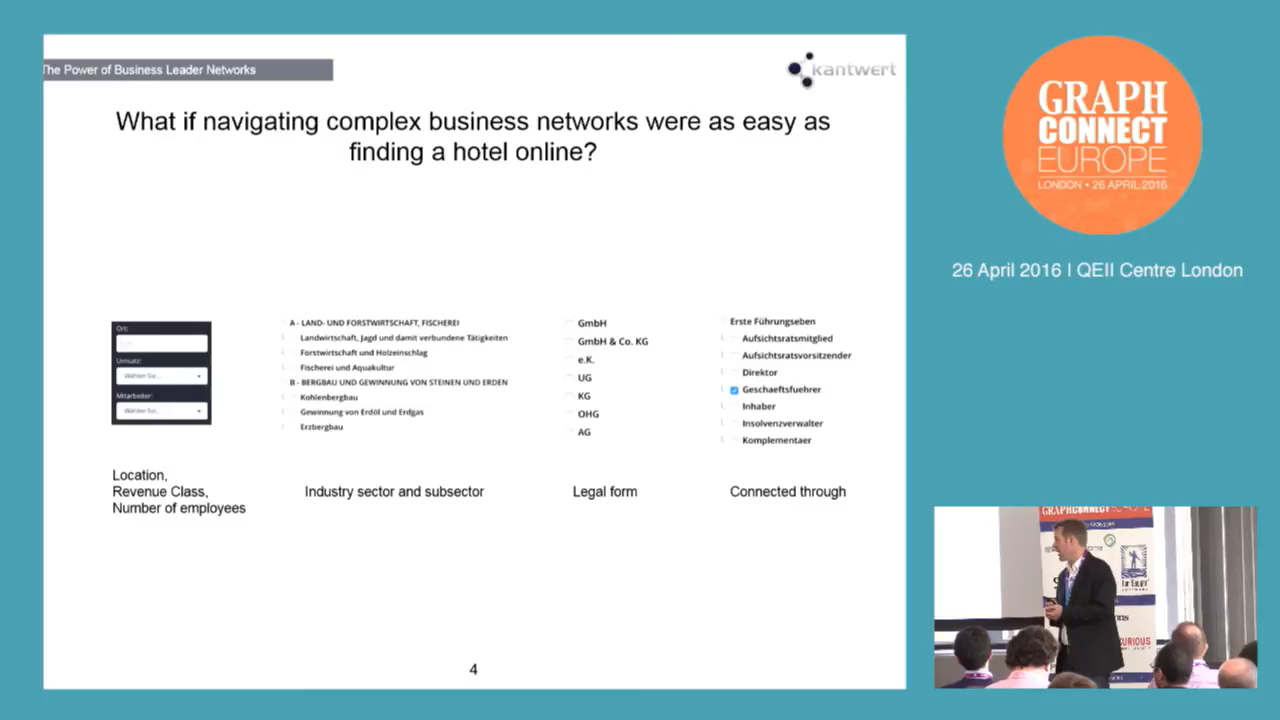 The Power of Business Leader Networks
kantwert
What if navigating complex business networks were as easy as
finding a hotel online?
Ort:
Umsatz:
Wählen Sie...
Mitarbeiter:
Wählen Sie...
A - LAND- UND FORSTWIRTSCHAFT, FISCHEREI
Landwirtschaft, Jagd und damit verbundene Tätigkeiten
Forstwirtschaft und Holzeinschlag
Fischerei und Aquakultur
B - BERGBAU UND GEWINNUNG VON STEINEN UND ERDEN
Kohlenbergbau
Gewinnung von Erdöl und Erdgas
Erzbergbau
GmbH
GmbH & Co. KG
e.K.
UG
KG
OHG
AG
Erste Führungseben
Aufsichtsratsmitglied
Aufsichtsratsvorsitzender
Direktor
Geschaeftsfuehrer
Inhaber
Insolvenzverwalter
Komplementaer
Location,
Revenue Class,
Number of employees
Industry sector and subsector
Legal form
Connected through
4
GRAPH
CONNECT
EUROPE
LONDON • 26 APRIL 2016
26 April 2016 | QEII Centre London
GRAPHCONNECT EUROPE